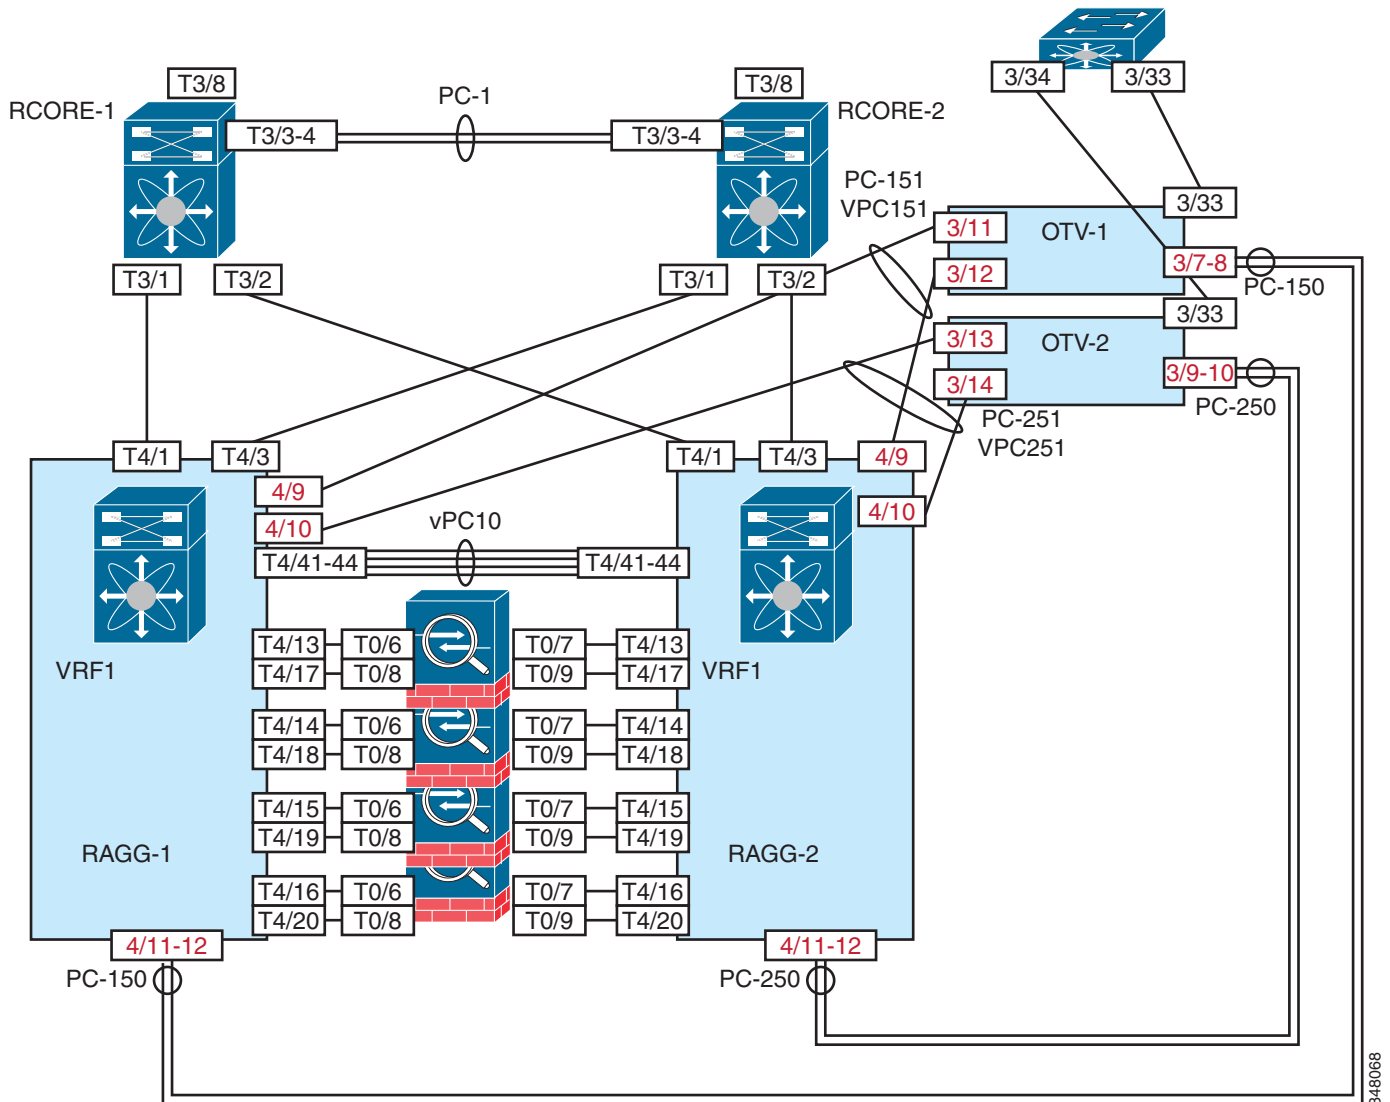 3/34
3/33
T3/8
T3/8
RCORE-1
PC-1
RCORE-2
T3/3-4
T3/3-4
PC-151
VPC151
3/33
3/11
OTV-1
3/12
3/7-8
PC-150
T3/1
T3/2
T3/1
T3/2
3/33
3/13
OTV-2
3/14
3/9-10
PC-250
PC-251
VPC251
T4/1
T4/3
T4/1
T4/3
4/9
4/9
4/10
4/10
vPC10
T4/41-44
T4/41-44
T4/13
T0/6
T0/7
T4/13
VRF1
T4/17
T0/8
T0/9
T4/17
VRF1
T4/14
T0/6
T0/7
T4/14
T4/18
T0/8
T0/9
T4/18
T4/15
T0/6
T0/7
T4/15
T4/19
T0/8
T0/9
T4/19
RAGG-1
RAGG-2
T4/16
T0/6
T0/7
T4/16
T4/20
T0/8
T0/9
T4/20
4/11-12
4/11-12
PC-150
PC-250
348068